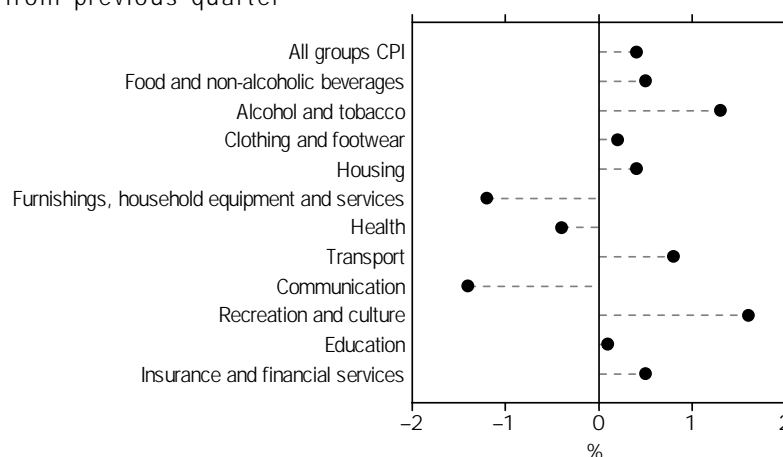 from previous quarter
All groups CPI
Food and non-alcoholic beverages
Alcohol and tobacco
Clothing and footwear
Housing
Furnishings, household equipment and services
Health
Transport
Communication
Recreation and culture
Education
Insurance and financial services
–2 –1 0 1 2
%